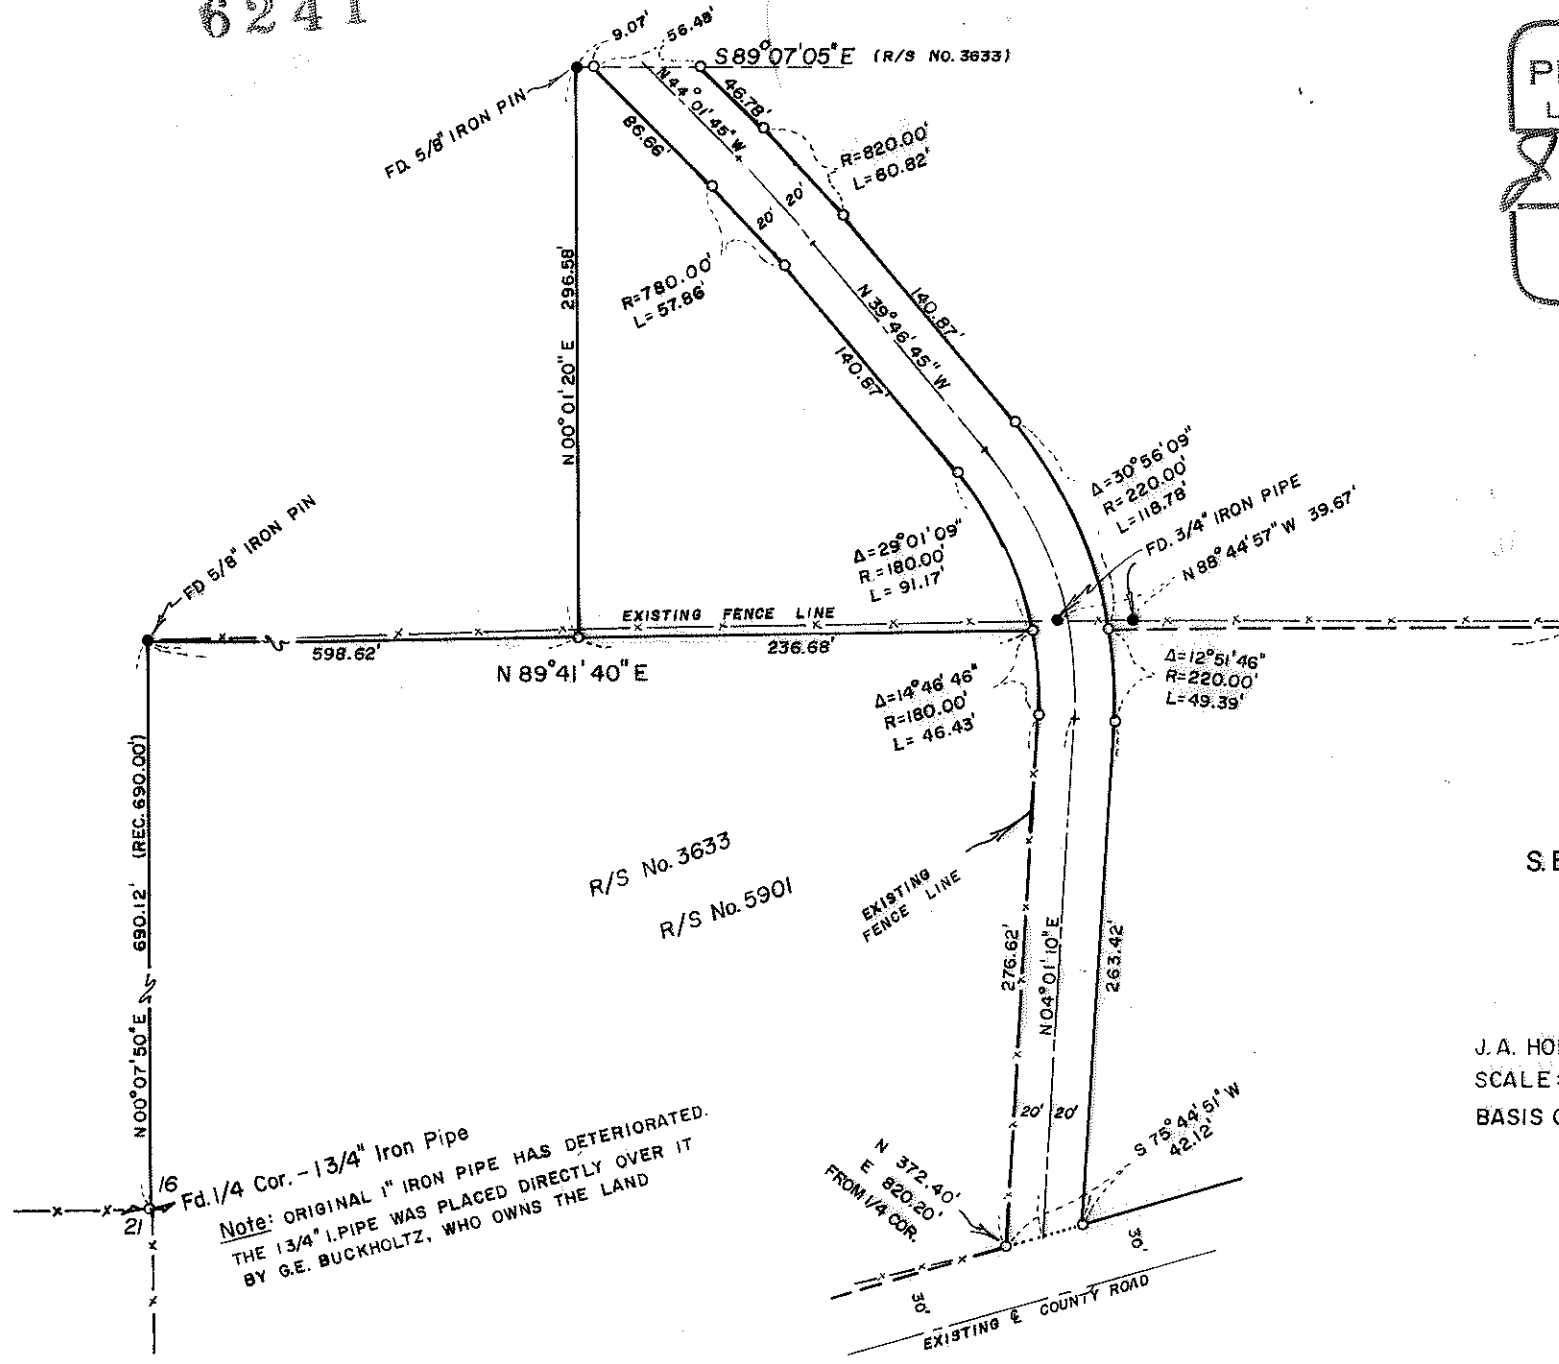 6241
9.07'
56.48'
S 89°07'05" E (R/S NO. 3633)
FD. 5/8" IRON PIN
N 44°01'45" W
46.78'
86.66'
R=820.00'
L=60.82'
20' 20'
R=780.00'
L=57.86'
N 00°01'20" E 296.58'
N 39°46'45" W
140.87'
140.87'
Δ=30°56'09"
R=220.00'
L=118.78'
FD. 3/4" IRON PIPE
N 88°44'57" W 39.67'
Δ=29°01'09"
R=180.00'
L=91.17'
FD 5/8" IRON PIN
EXISTING FENCE LINE
598.62'
236.68'
N 89°41'40" E
Δ=14°46'46"
R=180.00'
L=46.43'
Δ=12°51'46"
R=220.00'
L=49.39'
N 00°07'50" E 690.12' (REC. 690.00')
R/S No. 3633
R/S No. 5901
EXISTING
FENCE LINE
276.62'
N 04°01'10" E
263.42'
20' 20'
S 75°44'51" W
42.12'
N 372.40'
E 820.20'
FROM 1/4 COR.
16
21
Fd. 1/4 Cor. - 1 3/4" Iron Pipe
Note: ORIGINAL 1" IRON PIPE HAS DETERIORATED.
THE 1 3/4" I.PIPE WAS PLACED DIRECTLY OVER IT
BY G.E. BUCKHOLTZ, WHO OWNS THE LAND
30'
30'
EXISTING ℄ COUNTY ROAD
J. A.
SCALE
BASIS